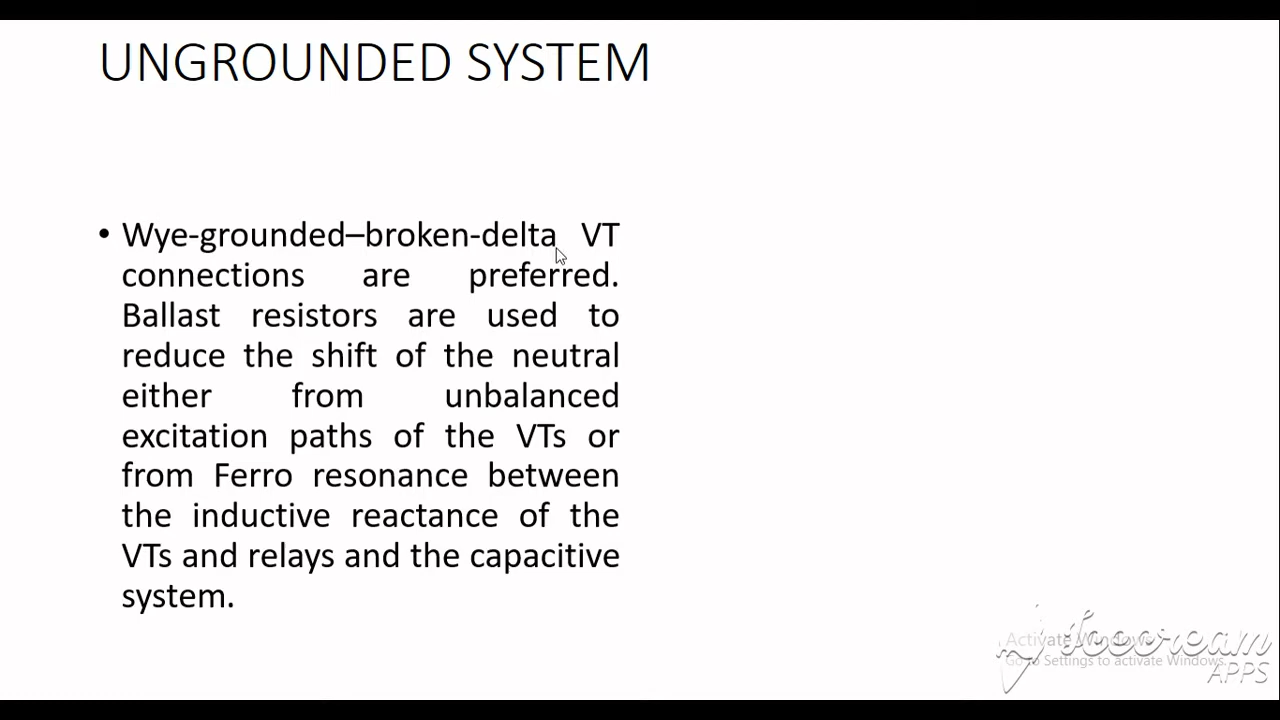 UNGROUNDED SYSTEM
• Wye-grounded–broken-delta VT
connections are preferred.
Ballast resistors are used to
reduce the shift of the neutral
either from unbalanced
excitation paths of the VTs or
from Ferro resonance between
the inductive reactance of the
VTs and relays and the capacitive
system.
Activate Windows
Go to Settings to activate Windows.
Icecream
APPS